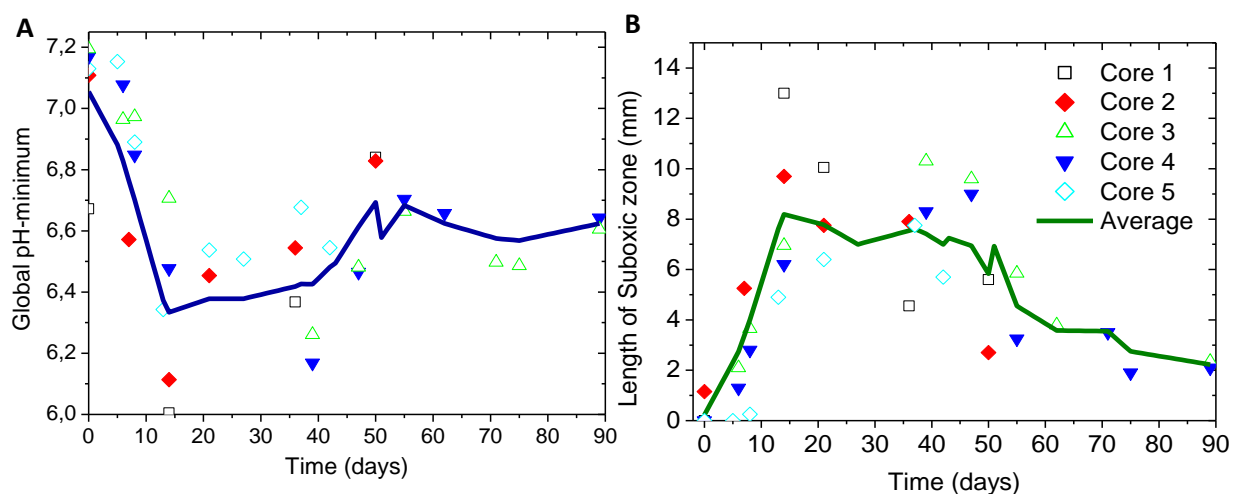 A
Global pH-minimum
7,2
7,0
6,8
6,6
6,4
6,2
6,0
0 10 20 30 40 50 60 70 80 90
Time (days)
B
Length of Suboxic zone (mm)
14
12
10
8
6
4
2
0
0 10 20 30 40 50 60 70 80 90
Time (days)
Core 1
Core 2
Core 3
Core 4
Core 5
Average